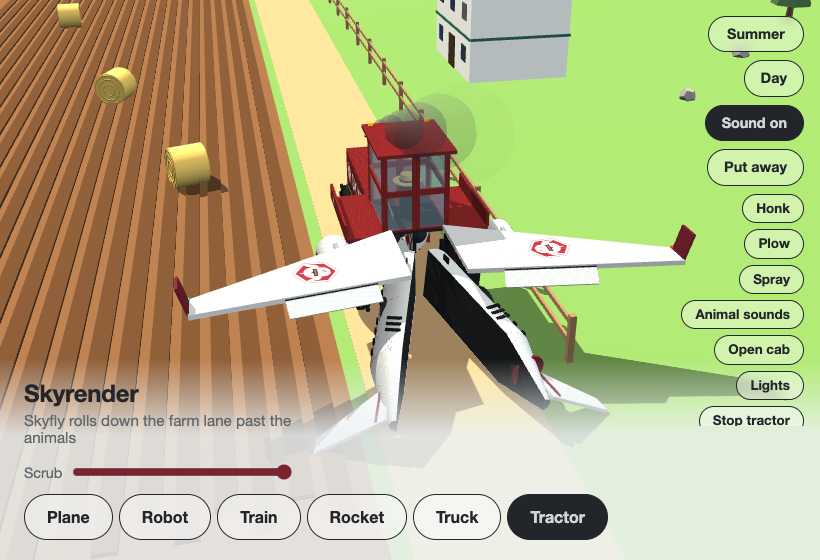 Summer
Day
Sound on
Put away
Honk
Plow
Spray
Animal sounds
Open cab
Lights
Stop tractor
Skyrender
Skyfly rolls down the farm lane past the
animals
Scrub
Plane
Robot
Train
Rocket
Truck
Tractor